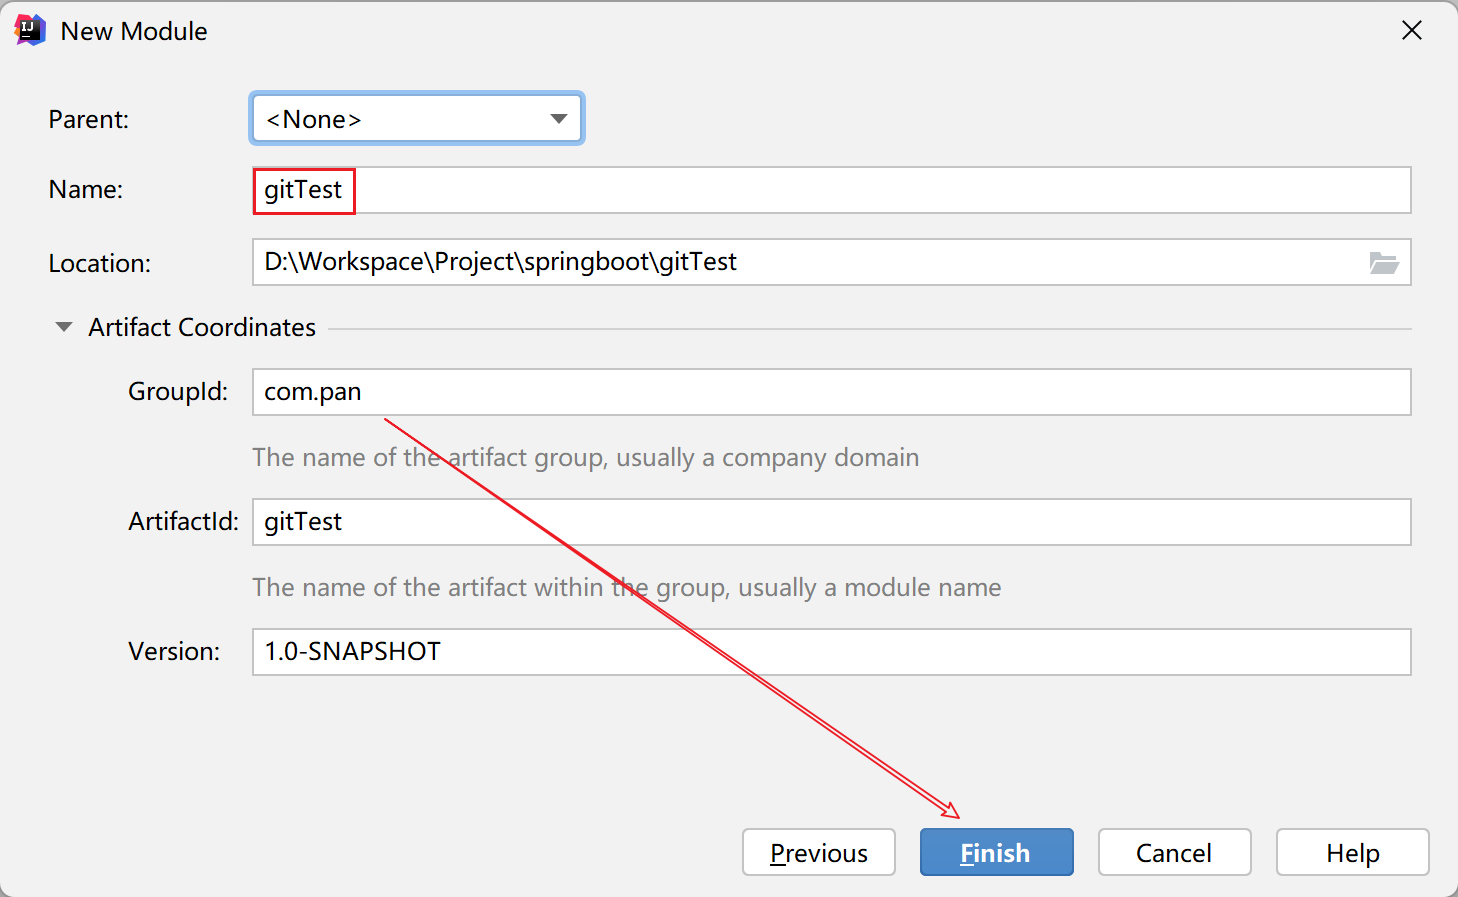 IJ
New Module
Parent: <None>
Name: gitTest
Location: D:\Workspace\Project\springboot\gitTest
Artifact Coordinates
GroupId: com.pan
The name of the artifact group, usually a company domain
ArtifactId: gitTest
The name of the artifact within the group, usually a module name
Version: 1.0-SNAPSHOT
Previous Finish Cancel Help